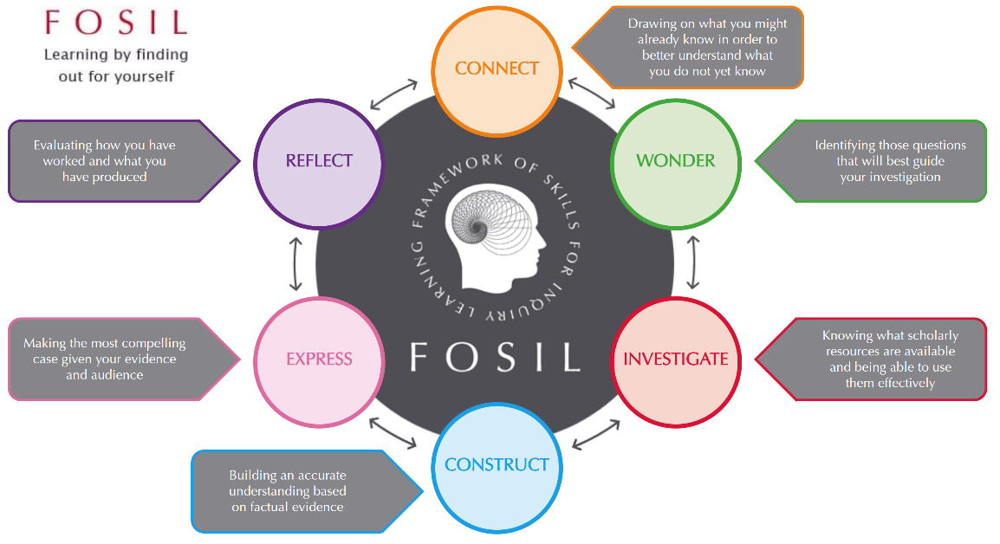 FOSIL
Learning by finding
out for yourself
CONNECT
Drawing on what you might
already know in order to
better understand what
you do not yet know
WONDER
Identifying those questions
that will best guide
your investigation
INVESTIGATE
Knowing what scholarly
resources are available
and being able to use
them effectively
CONSTRUCT
Building an accurate
understanding based
on factual evidence
EXPRESS
Making the most compelling
case given your evidence
and audience
REFLECT
Evaluating how you have
worked and what you
have produced
FRAMEWORK OF SKILLS FOR INQUIRY LEARNING
FOSIL